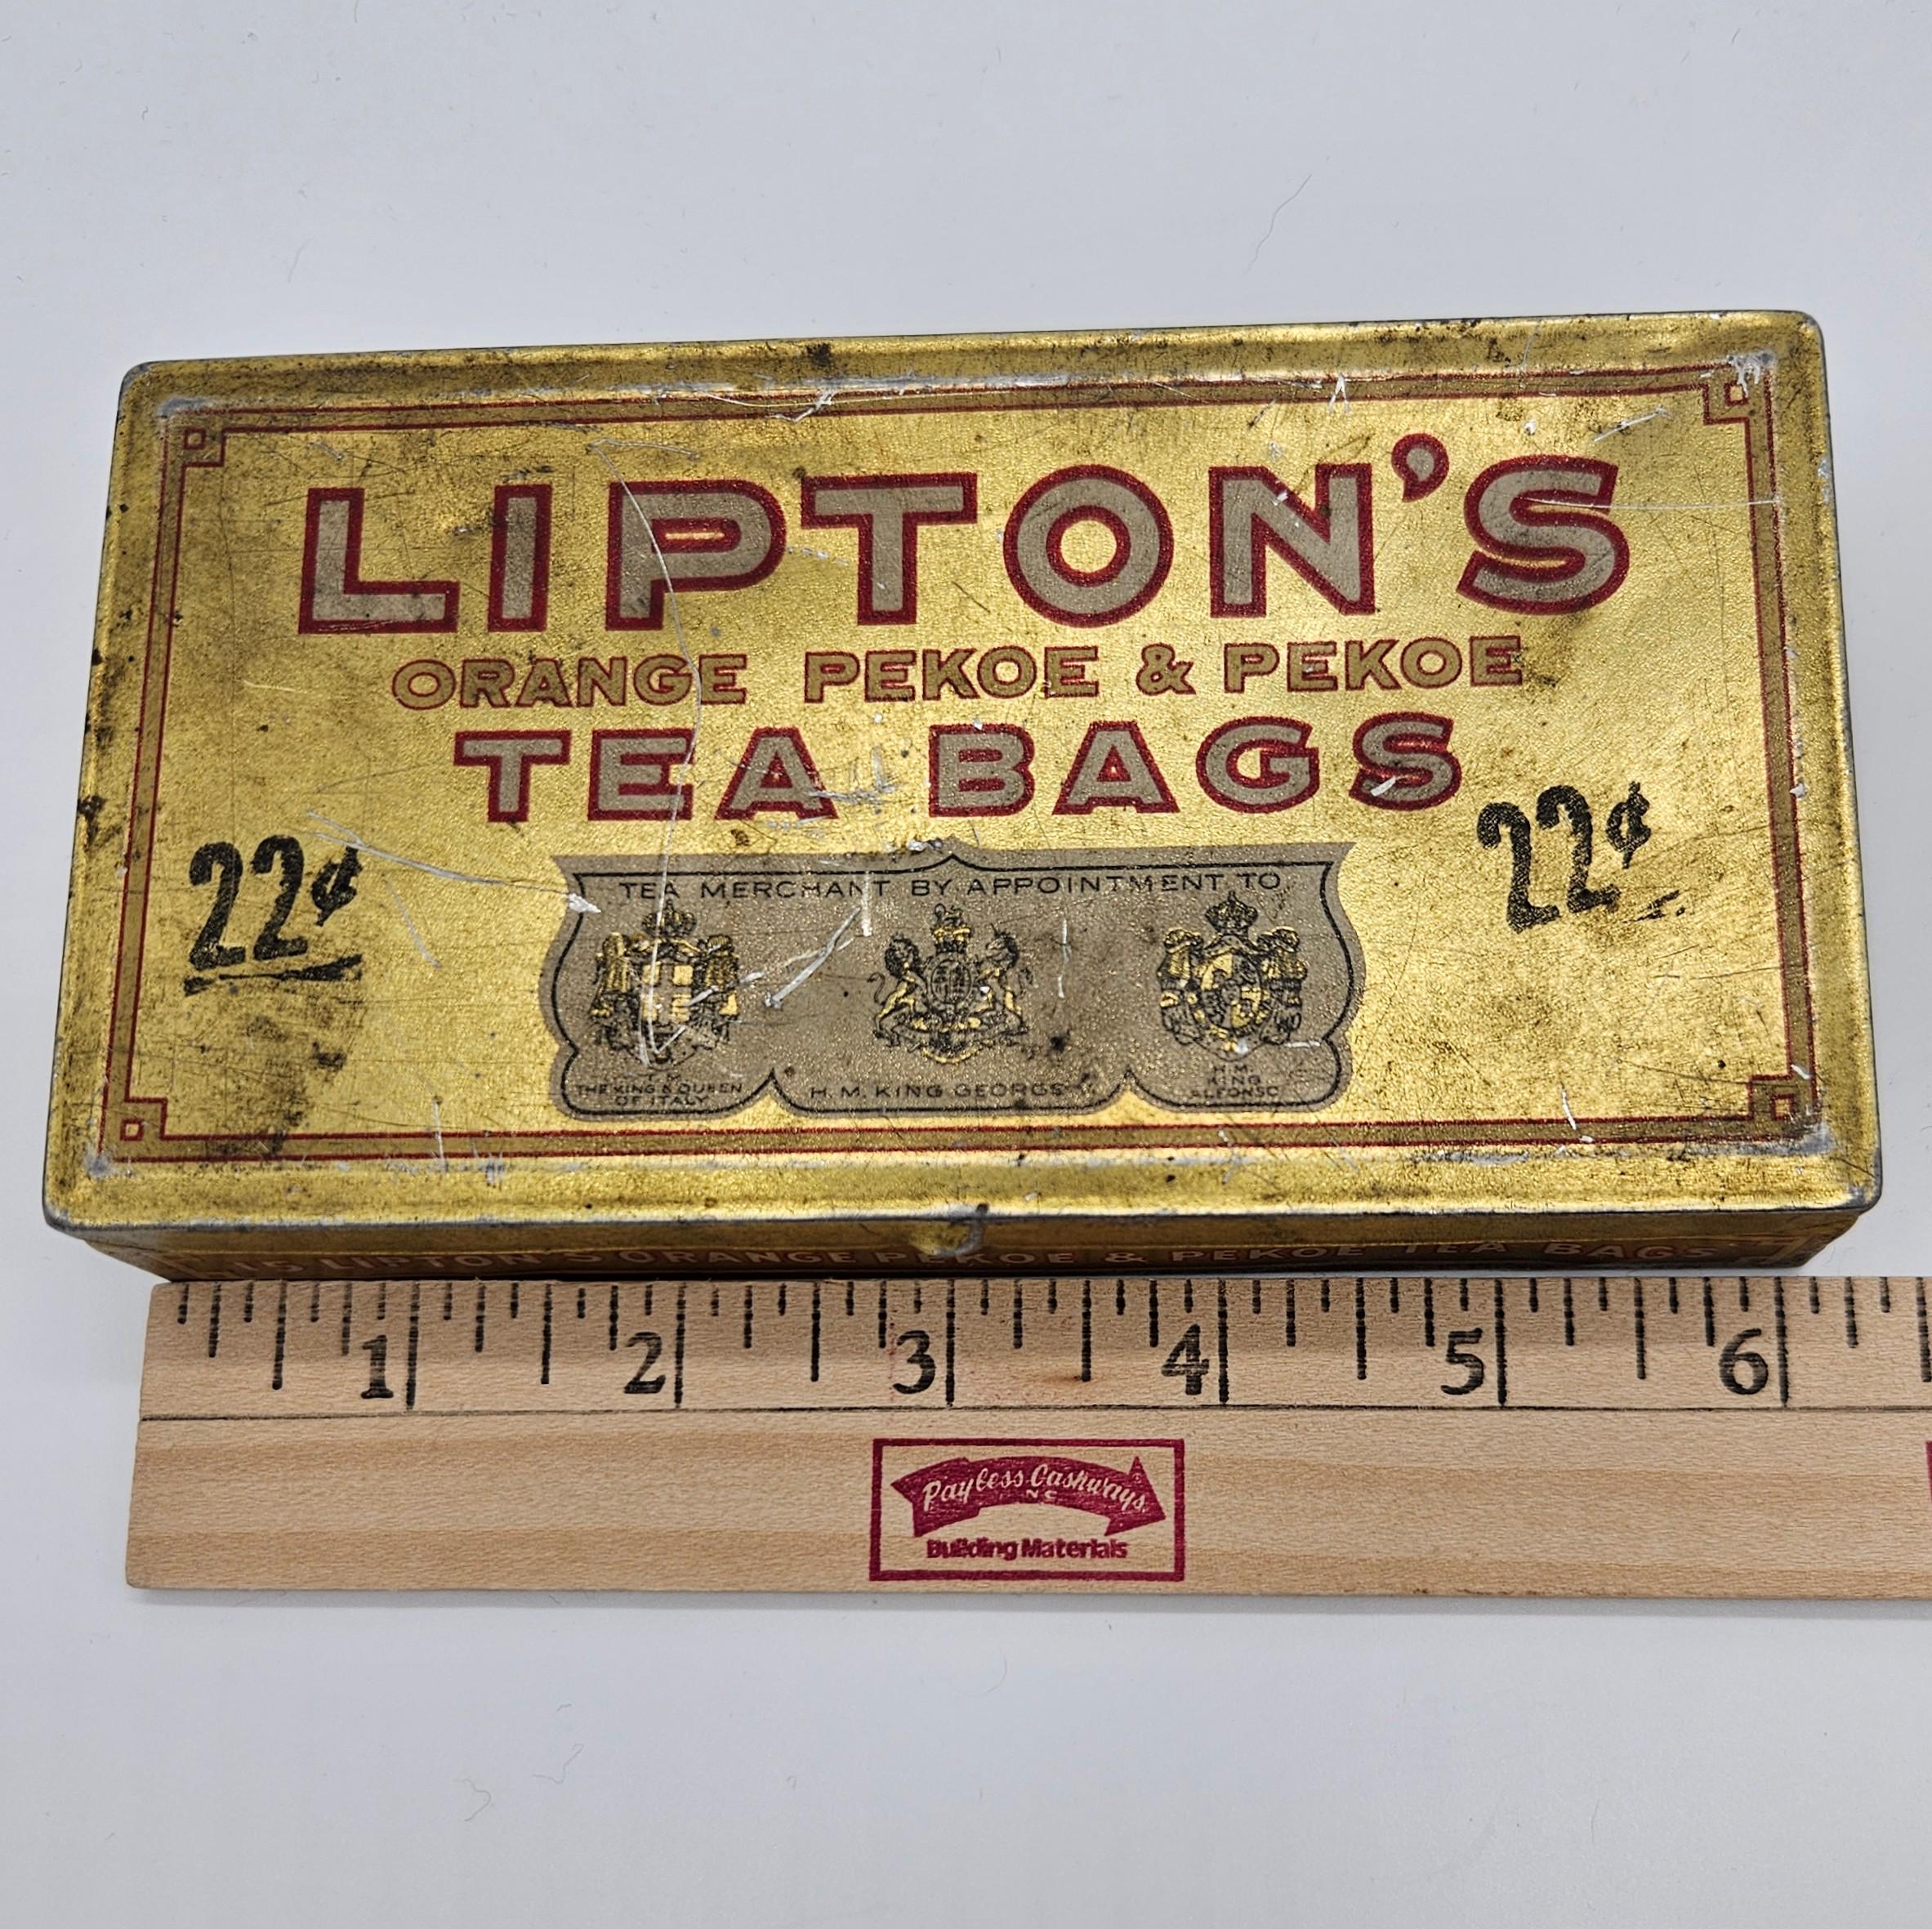 LIPTON'S
ORANGE PEKOE & PEKOE
TEA BAGS
22¢
22¢
TEA MERCHANT BY APPOINTMENT TO
THE KING & QUEEN
OF ITALY
H. M. KING GEORGE V
H. M.
KING
ALFONSO
15 LIPTON'S ORANGE PEKOE & PEKOE TEA BAGS
1 2 3 4 5 6
Payless Cashways
INC
Building Materials